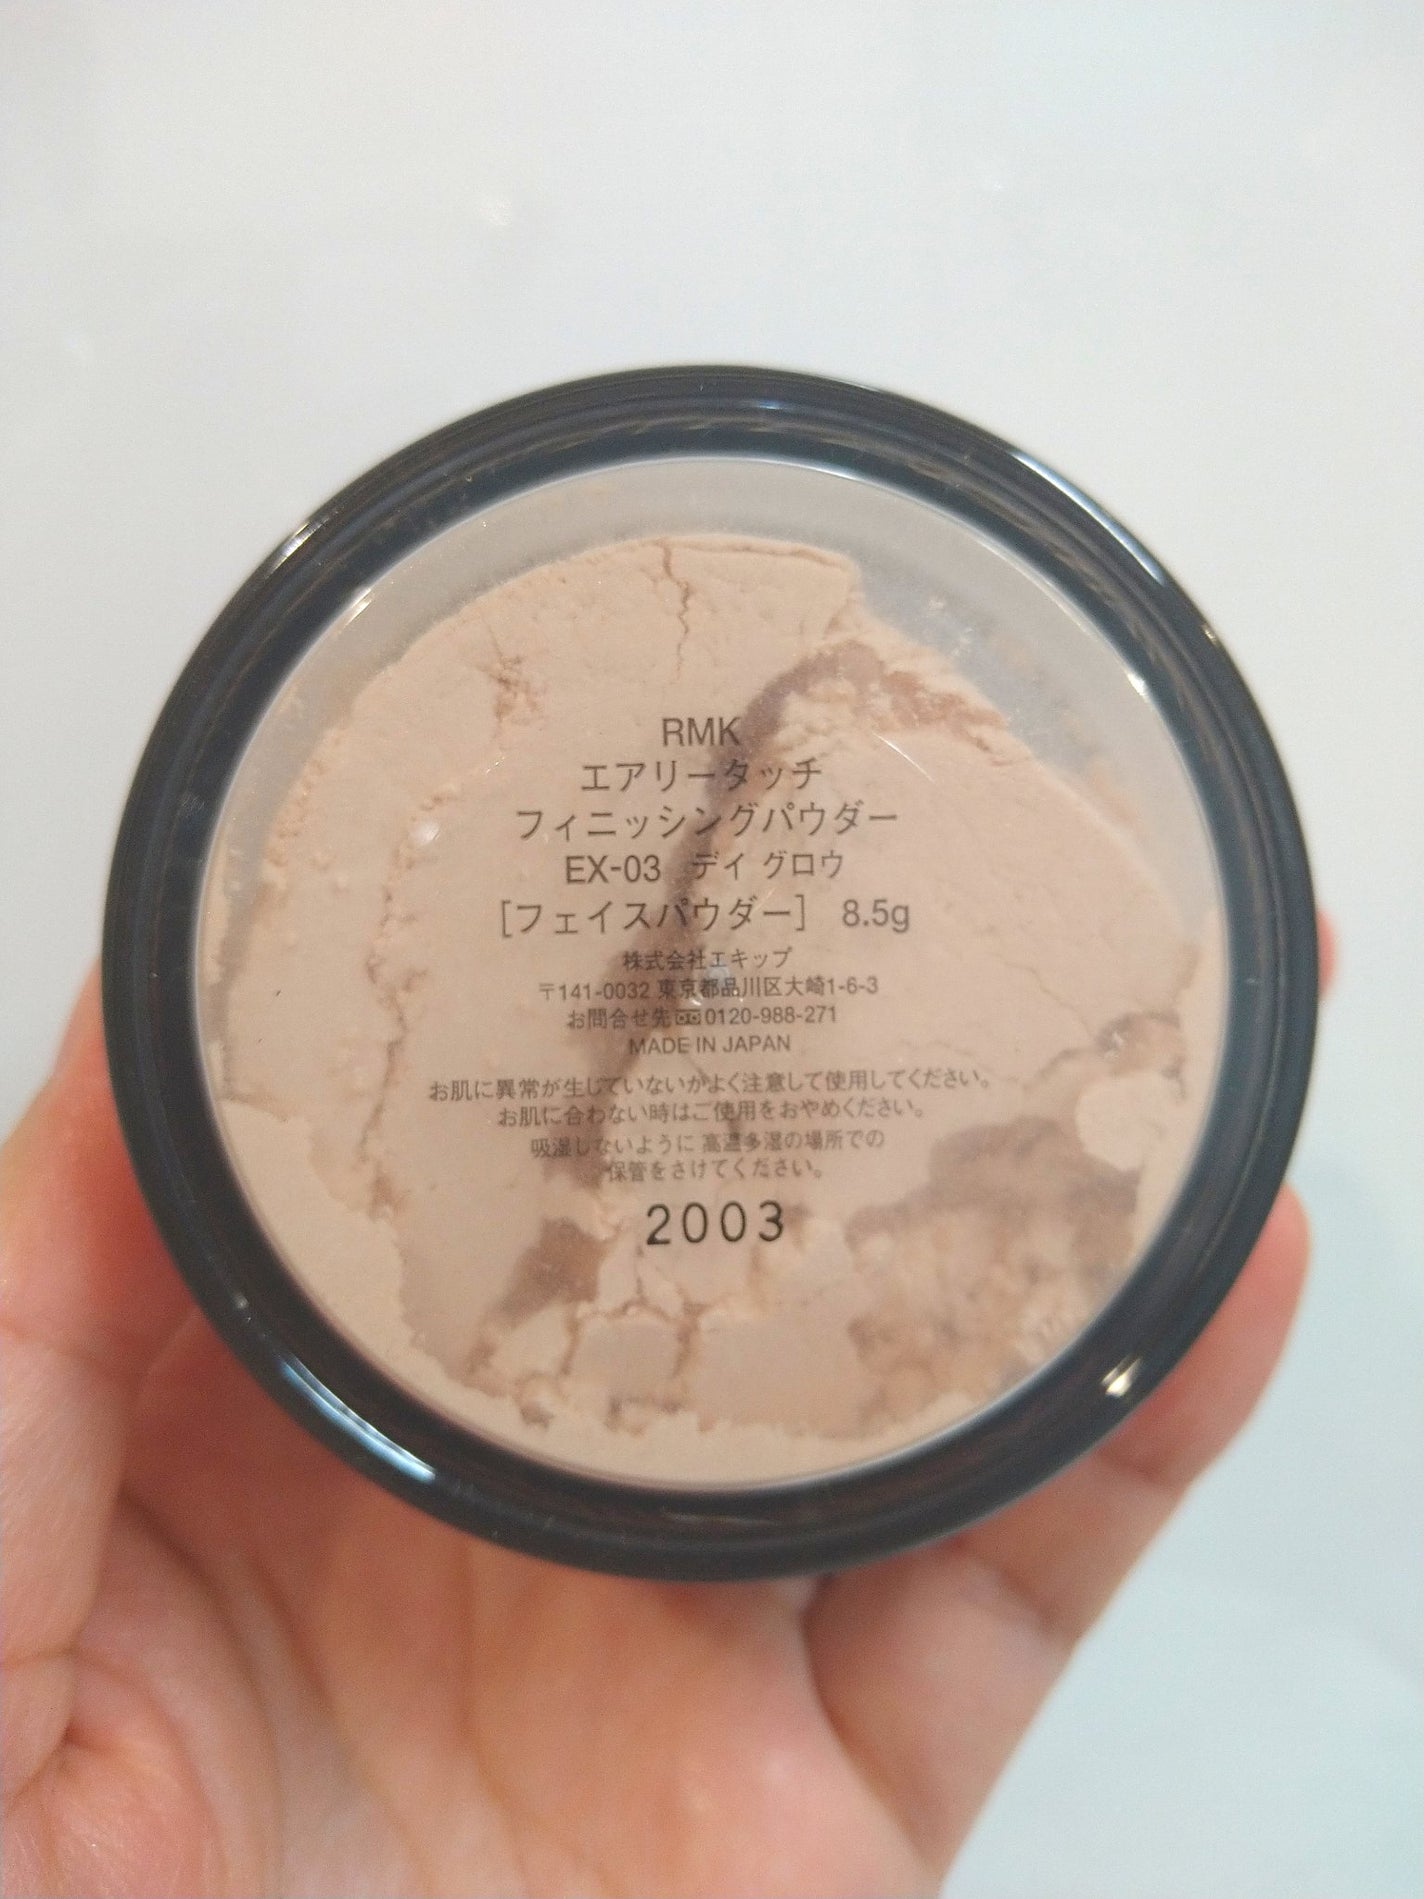 RMK
エアリータッチ
フィニッシングパウダー
EX-03 デイ グロウ
[フェイスパウダー] 8.5g
株式会社エキップ
〒141-0032 東京都品川区大崎1-6-3
お問合せ先 0120-988-271
MADE IN JAPAN
お肌に異常が生じていないかよく注意して使用してください。
お肌に合わない時はご使用をおやめください。
吸湿しないように 高温多湿の場所での
保管をさけてください。
2003